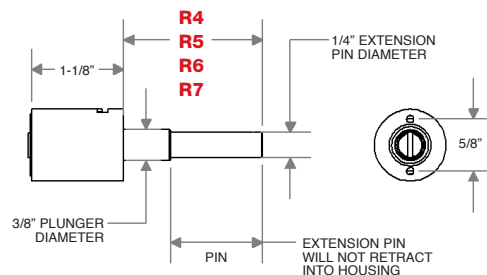 R4
R5
R6
R7
1/4” EXTENSION
PIN DIAMETER
1-1/8”
5/8”
3/8” PLUNGER
DIAMETER
PIN
EXTENSION PIN
WILL NOT RETRACT
INTO HOUSING